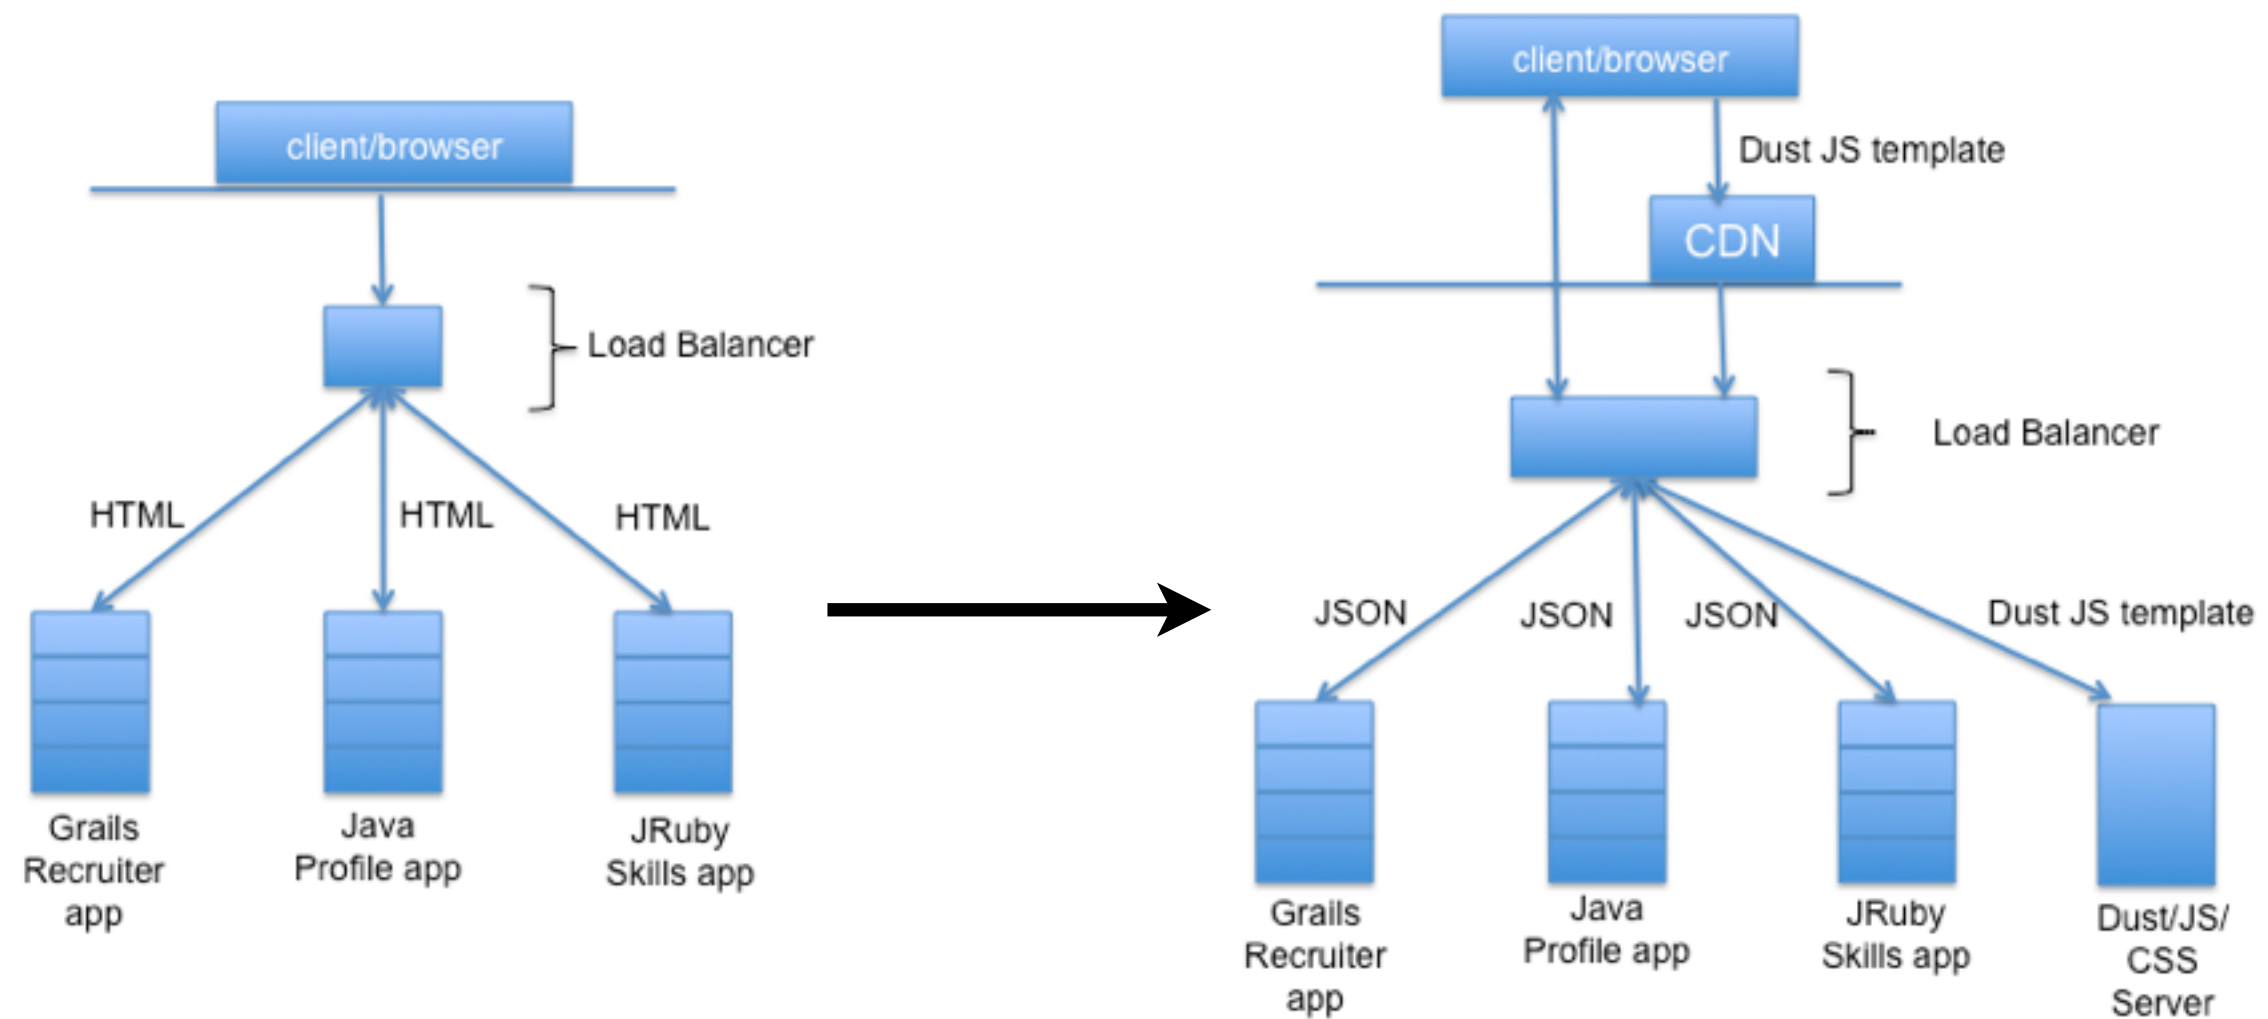 client/browser
Load Balancer
HTML
HTML
HTML
Grails
Recruiter
app
Java
Profile app
JRuby
Skills app
client/browser
Dust JS template
CDN
Load Balancer
JSON
JSON
JSON
Dust JS template
Grails
Recruiter
app
Java
Profile app
JRuby
Skills app
Dust/JS/
CSS
Server